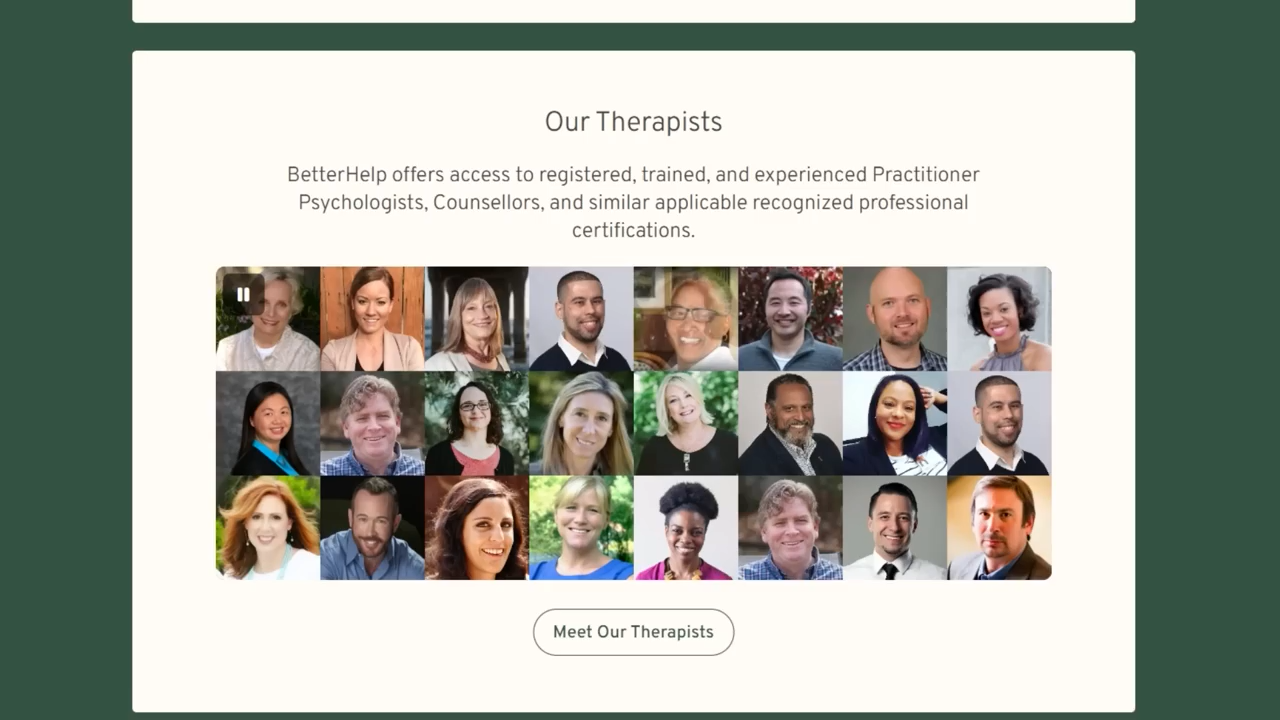 Our Therapists
BetterHelp offers access to registered, trained, and experienced Practitioner
Psychologists, Counsellors, and similar applicable recognized professional
certifications.
Meet Our Therapists